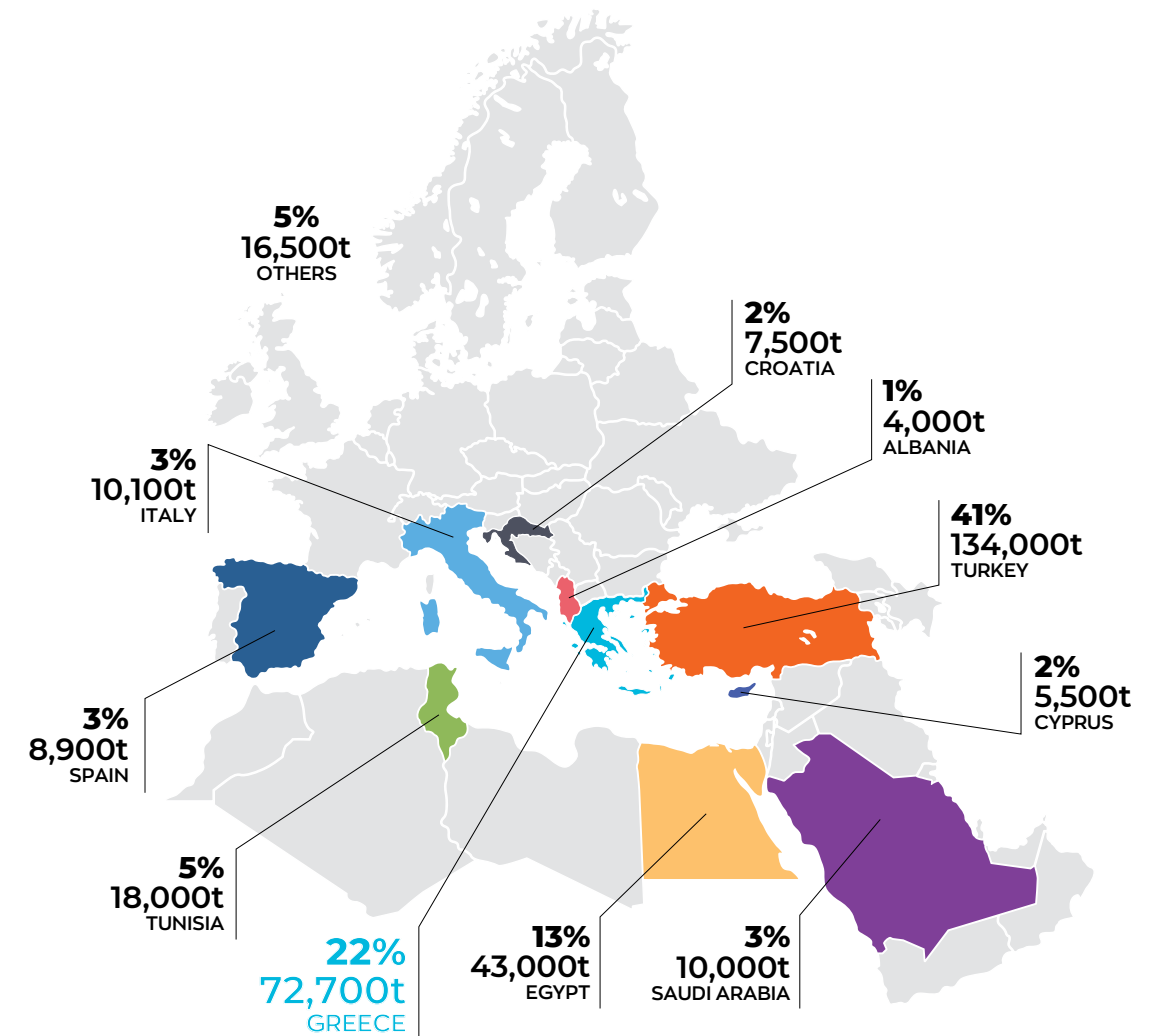 5%
16,500t
OTHERS
2%
7,500t
CROATIA
1%
4,000t
ALBANIA
3%
10,100t
ITALY
41%
134,000t
TURKEY
2%
5,500t
CYPRUS
3%
8,900t
SPAIN
5%
18,000t
TUNISIA
22%
72,700t
GREECE
13%
43,000t
EGYPT
3%
10,000t
SAUDI ARABIA